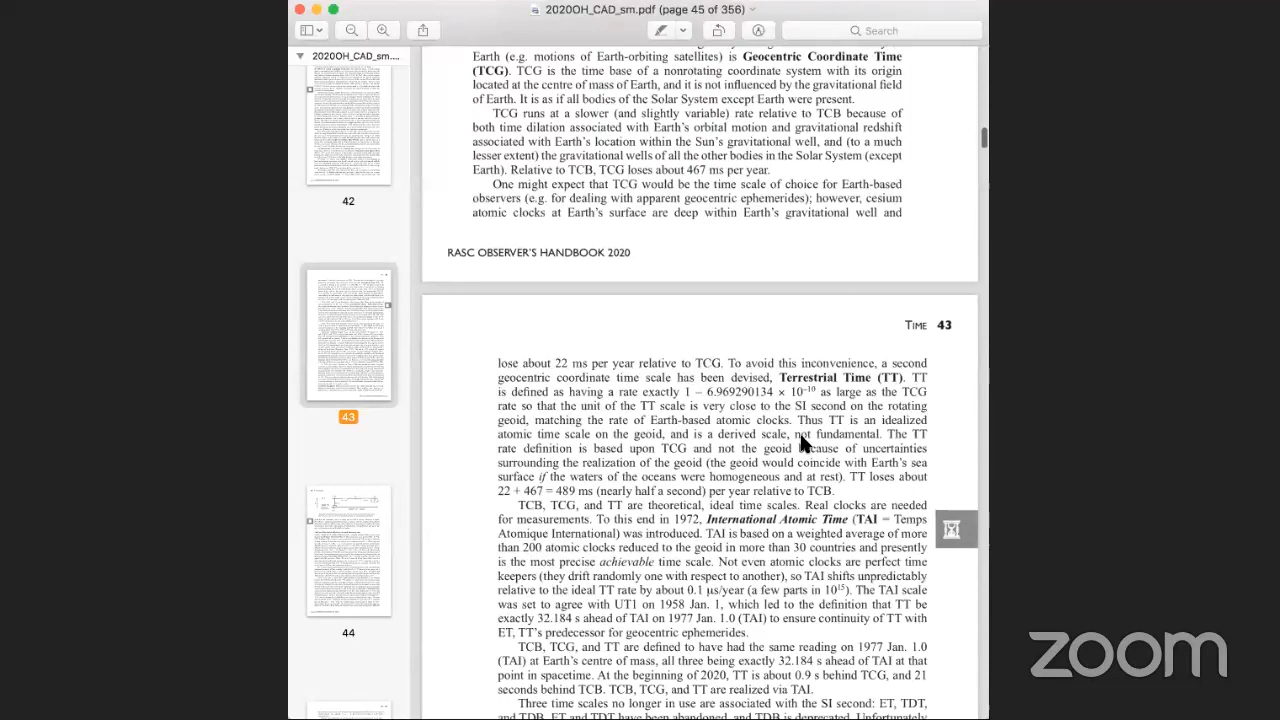 2020OH_CAD_sm.pdf (page 45 of 356)
Search
2020OH_CAD_sm....
42
43
44
Earth (e.g. motions of Earth-orbiting satellites) is Geocentric Coordinate Time
(TCG). TCG is the time of a nonrotating coordinate system with its origin
located at the centre of mass of Earth, and it is not influenced by the gravitational field
of Earth. It is as if all bodies of the Solar System except Earth were present.
TCG runs at a slower (and slightly variable) rate relative to TCB because of
both time dilation associated with Earth's orbital motion and gravitational redshift
associated with Earth's location within the Sun's gravitational well, and (to a much
lesser extent) the gravitational wells of all the other bodies in the Solar System (except
Earth). Relative to TCB, TCG loses about 467 ms per year.
One might expect that TCG would be the time scale of choice for Earth-based
observers (e.g. for dealing with apparent geocentric ephemerides); however, cesium
atomic clocks at Earth's surface are deep within Earth's gravitational well and
RASC OBSERVER'S HANDBOOK 2020
TIME 43
lose about 22 ms per year relative to TCG. To avoid this inconvenience, a second
geocentric coordinate time scale has been devised, Terrestrial Time (TT). TT
is defined as having a rate exactly 1 − 6.969290134 × 10⁻¹⁰ as large as the TCG
rate so that the unit of the TT scale is very close to the SI second on the rotating
geoid, matching the rate of Earth-based atomic clocks. Thus TT is an idealized
atomic time scale on the geoid, and is a derived scale, not fundamental. The TT
rate definition is based upon TCG and not the geoid because of uncertainties
surrounding the realization of the geoid (the geoid would coincide with Earth's sea
surface if the waters of the oceans were homogeneous and at rest). TT loses about
22 + 467 = 489 ms (nearly half a second) per year relative to TCB.
TCB, TCG, and TT are theoretical, ideal time scales. Real clocks are needed
for measurements. To this end in 1972, International Atomic Time (TAI = Temps
Atomique International) was introduced. TAI is based on a weighted average of more
than 200 atomic clocks reduced to the geoid in more than 20 countries and presently
is the most precise achievable time scale. Not even atomic clocks are perfect time
keepers; they drift ever so slightly relative to one another. TAI shifts unpredictably
relative to the ideal rate by about 0.1 µs/year (a few parts in 10¹⁵). The TAI scale
was set to agree with UT1 on 1958 Jan. 1, which led to the definition that TT be
exactly 32.184 s ahead of TAI on 1977 Jan. 1.0 (TAI) to ensure continuity of TT with
ET, TT's predecessor for geocentric ephemerides.
TCB, TCG, and TT are defined to have had the same reading on 1977 Jan. 1.0
(TAI) at Earth's centre of mass, all three being exactly 32.184 s ahead of TAI at that
point in spacetime. At the beginning of 2020, TT is about 0.9 s behind TCG, and 21
seconds behind TCB. TCB, TCG, and TT are realized via TAI.
Three time scales no longer in use are associated with the SI second: ET, TDT,
and TDB. ET and TDT have been abandoned, and TDB is deprecated. Unfortunately
zoom